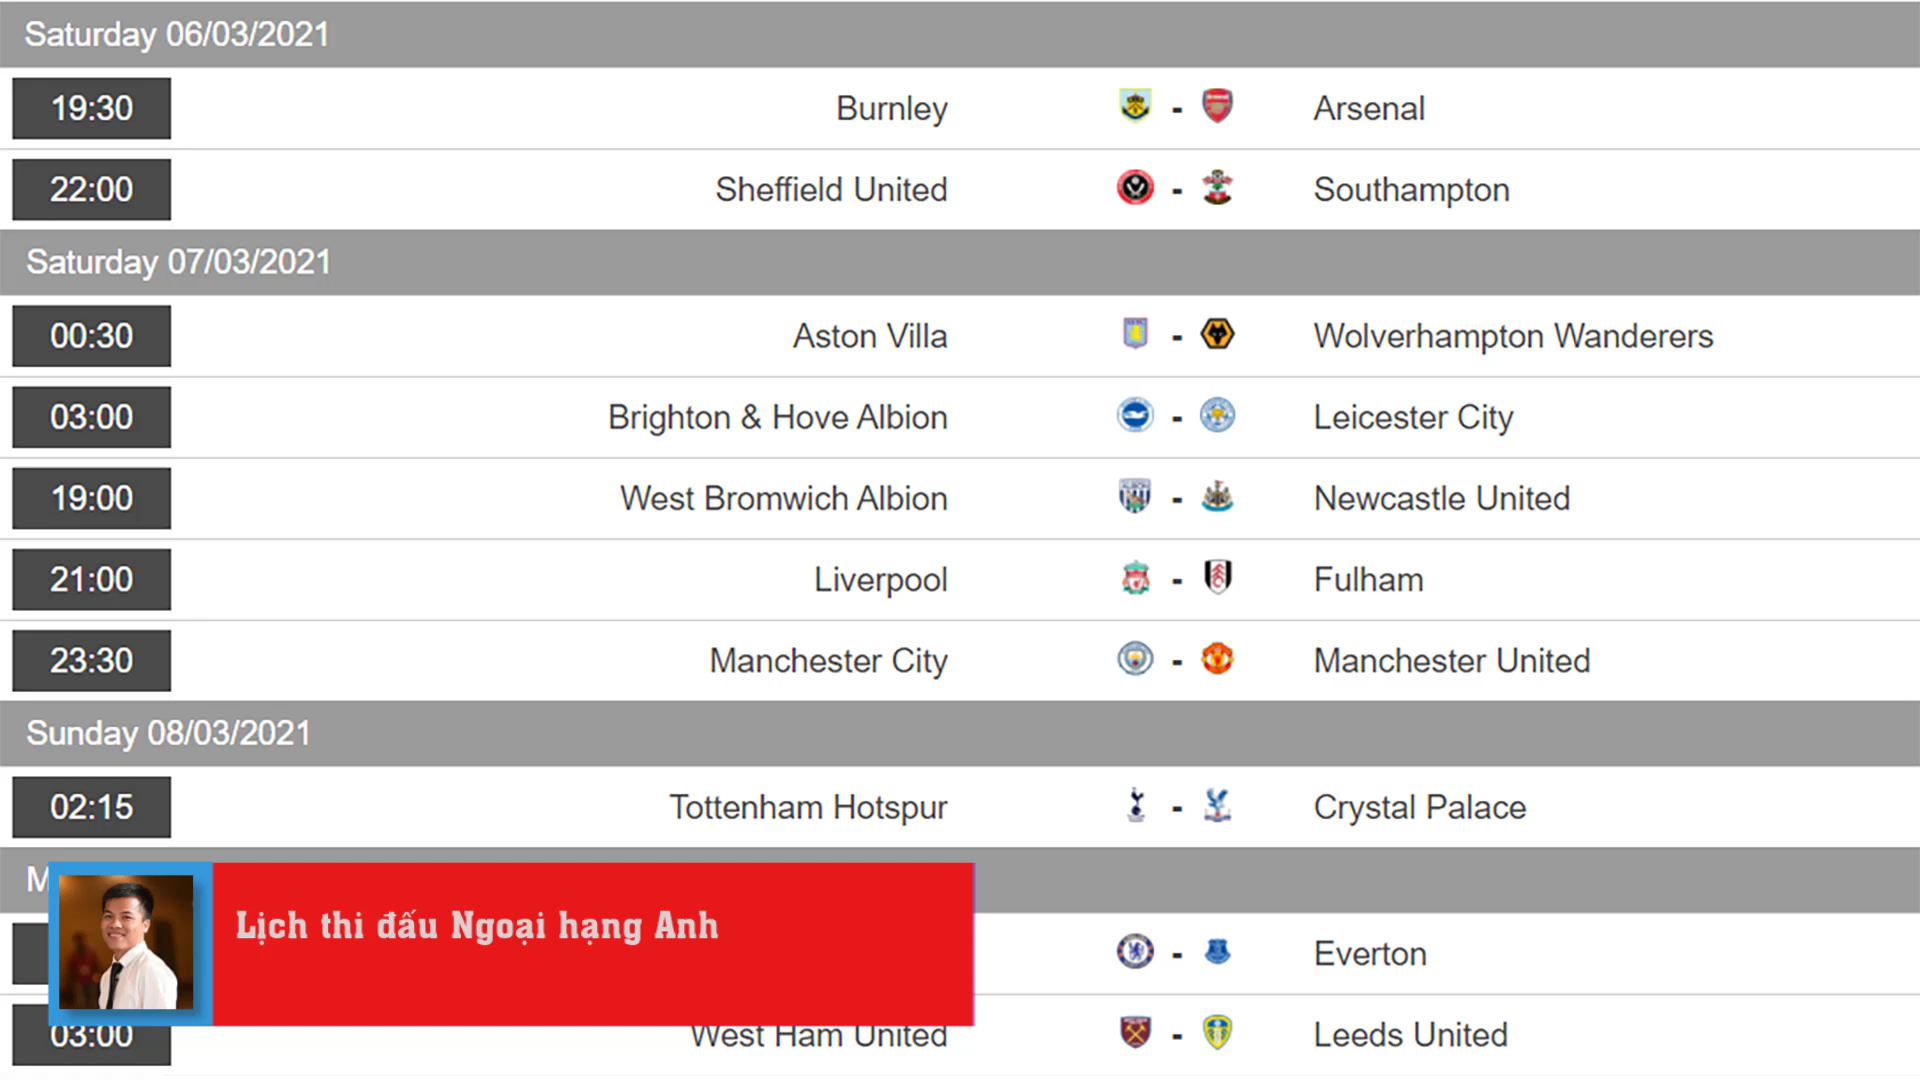 Saturday 06/03/2021
19:30 Burnley - Arsenal
22:00 Sheffield United - Southampton
Saturday 07/03/2021
00:30 Aston Villa - Wolverhampton Wanderers
03:00 Brighton & Hove Albion - Leicester City
19:00 West Bromwich Albion - Newcastle United
21:00 Liverpool - Fulham
23:30 Manchester City - Manchester United
Sunday 08/03/2021
02:15 Tottenham Hotspur - Crystal Palace
Lịch thi đấu Ngoại hạng Anh
- Everton
03:00 West Ham United - Leeds United